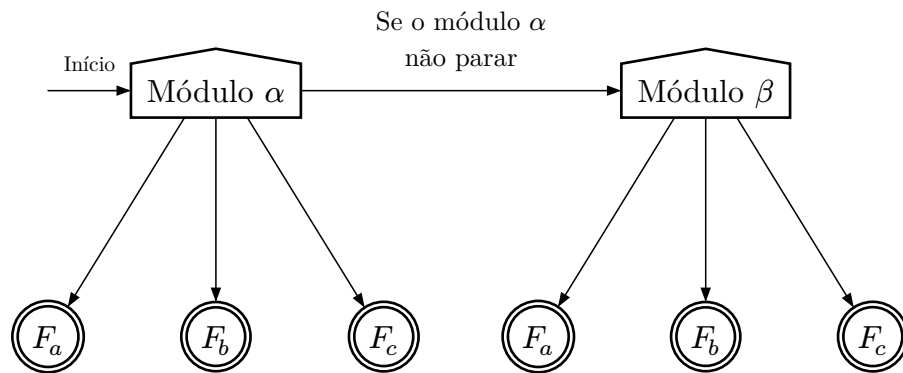 Se o módulo α
não parar
Início
Módulo α
Módulo β
F_a
F_b
F_c
F_a
F_b
F_c